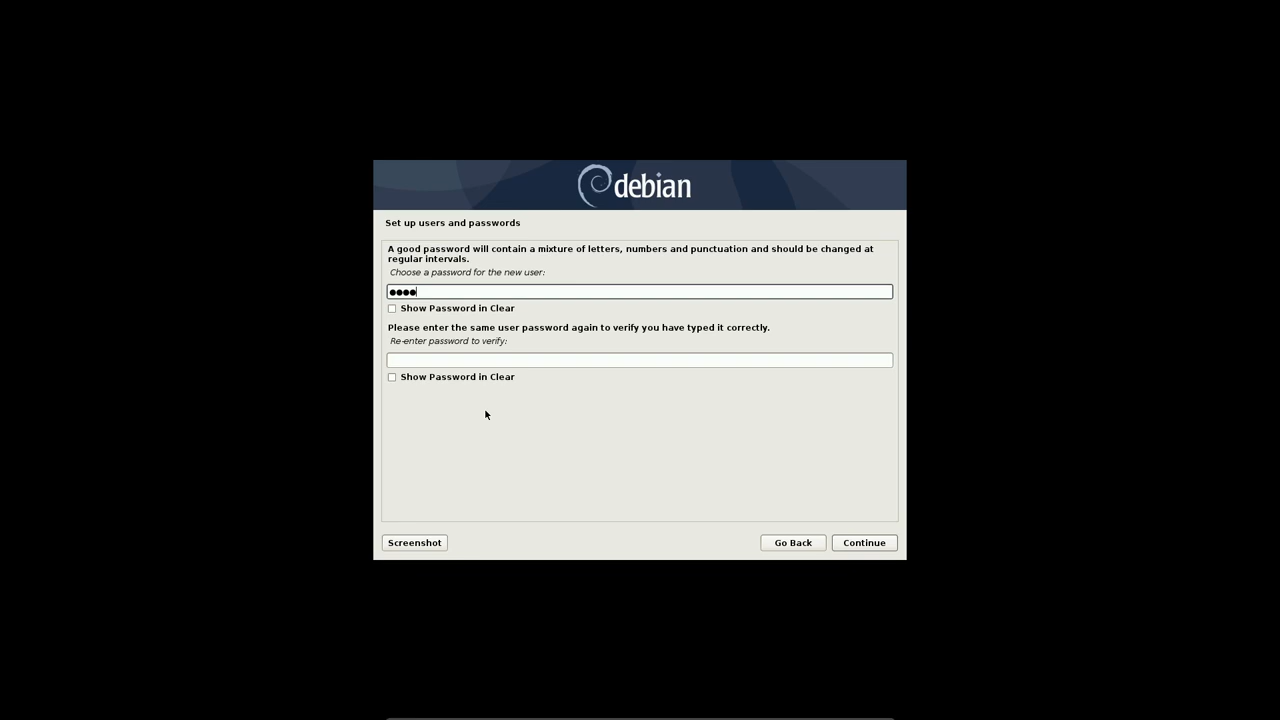 debian
Set up users and passwords
A good password will contain a mixture of letters, numbers and punctuation and should be changed at
regular intervals.
Choose a password for the new user:
●●●●
Show Password in Clear
Please enter the same user password again to verify you have typed it correctly.
Re-enter password to verify:
Show Password in Clear
Screenshot
Go Back
Continue